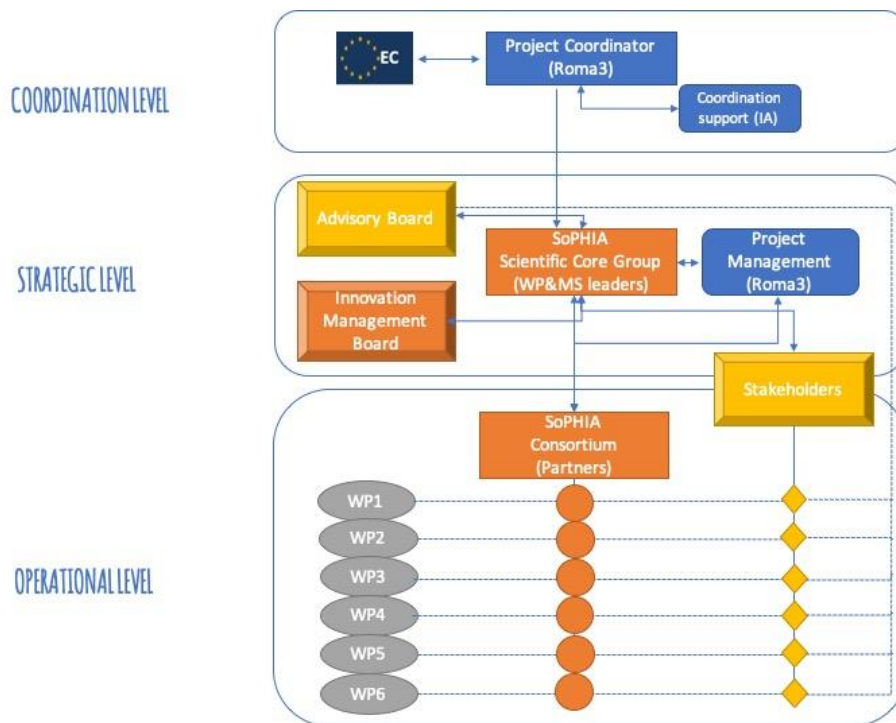 COORDINATION LEVEL
EC
Project Coordinator
(Roma3)
Coordination
support (IA)
STRATEGIC LEVEL
Advisory Board
SoPHIA
Scientific Core Group
(WP&MS leaders)
Project
Management
(Roma3)
Innovation
Management
Board
Stakeholders
OPERATIONAL LEVEL
SoPHIA
Consortium
(Partners)
WP1
WP2
WP3
WP4
WP5
WP6